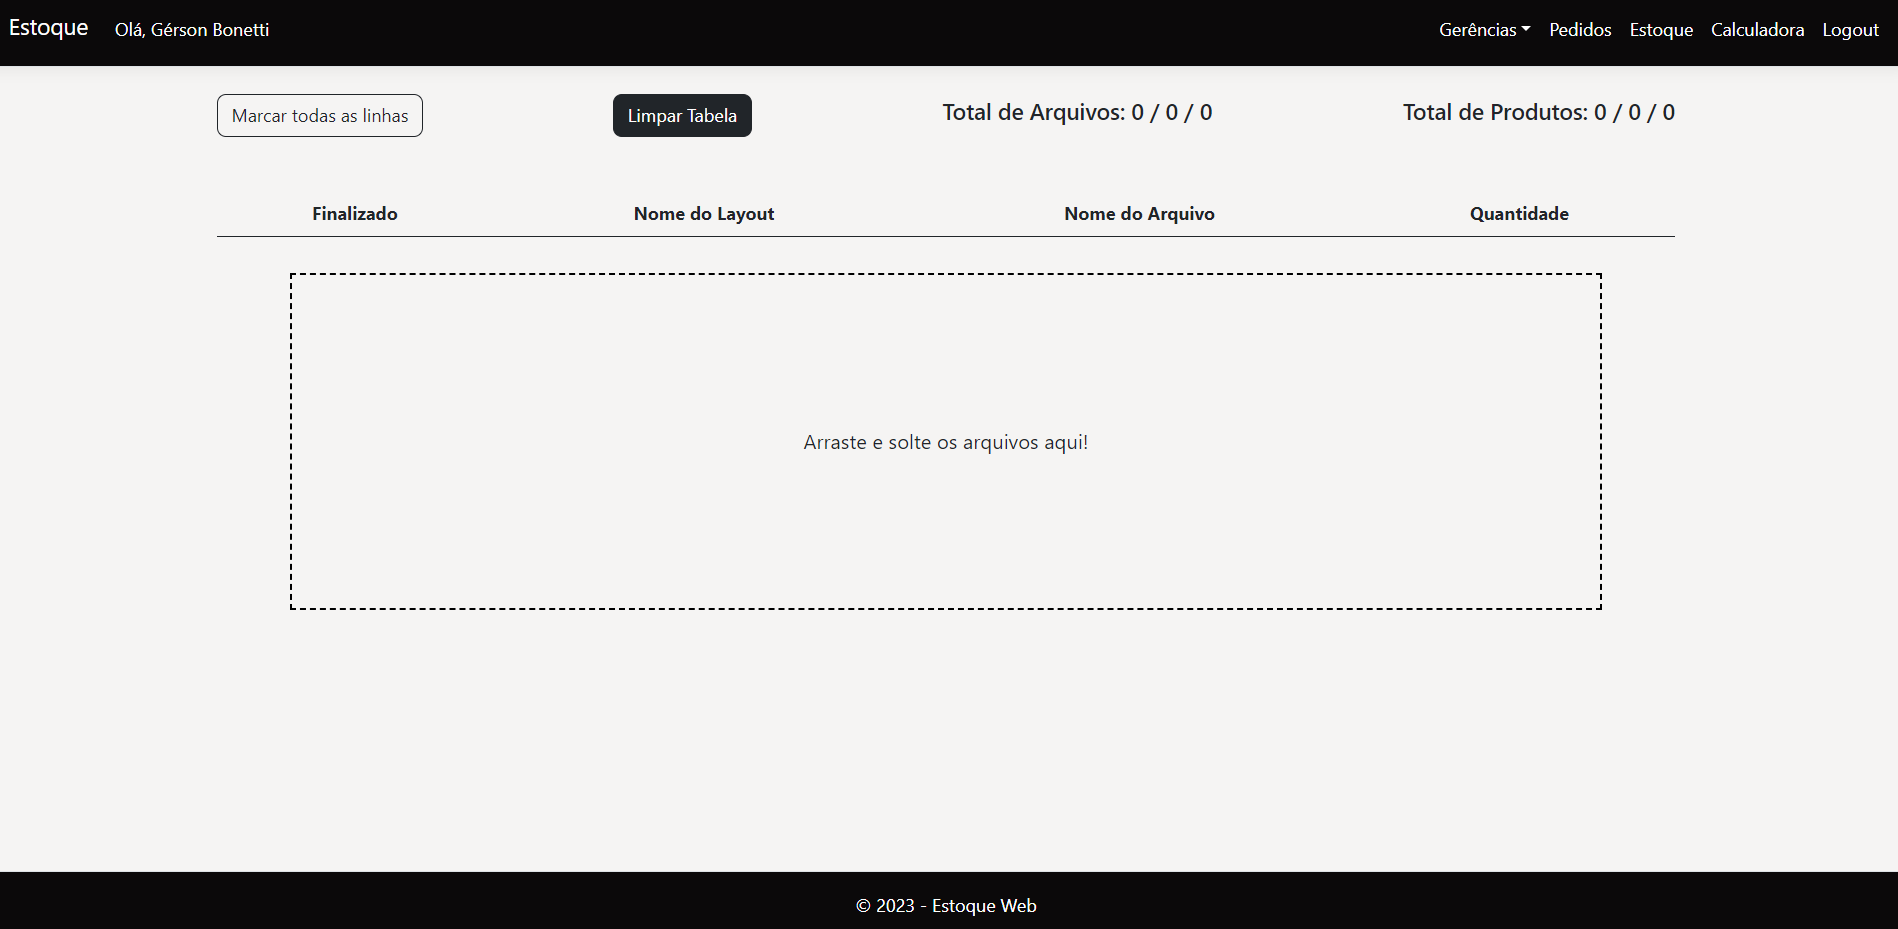 Estoque Olá, Gérson Bonetti Gerências Pedidos Estoque Calculadora Logout
Marcar todas as linhas Limpar Tabela Total de Arquivos: 0 / 0 / 0 Total de Produtos: 0 / 0 / 0
Finalizado Nome do Layout Nome do Arquivo Quantidade
Arraste e solte os arquivos aqui!
© 2023 - Estoque Web